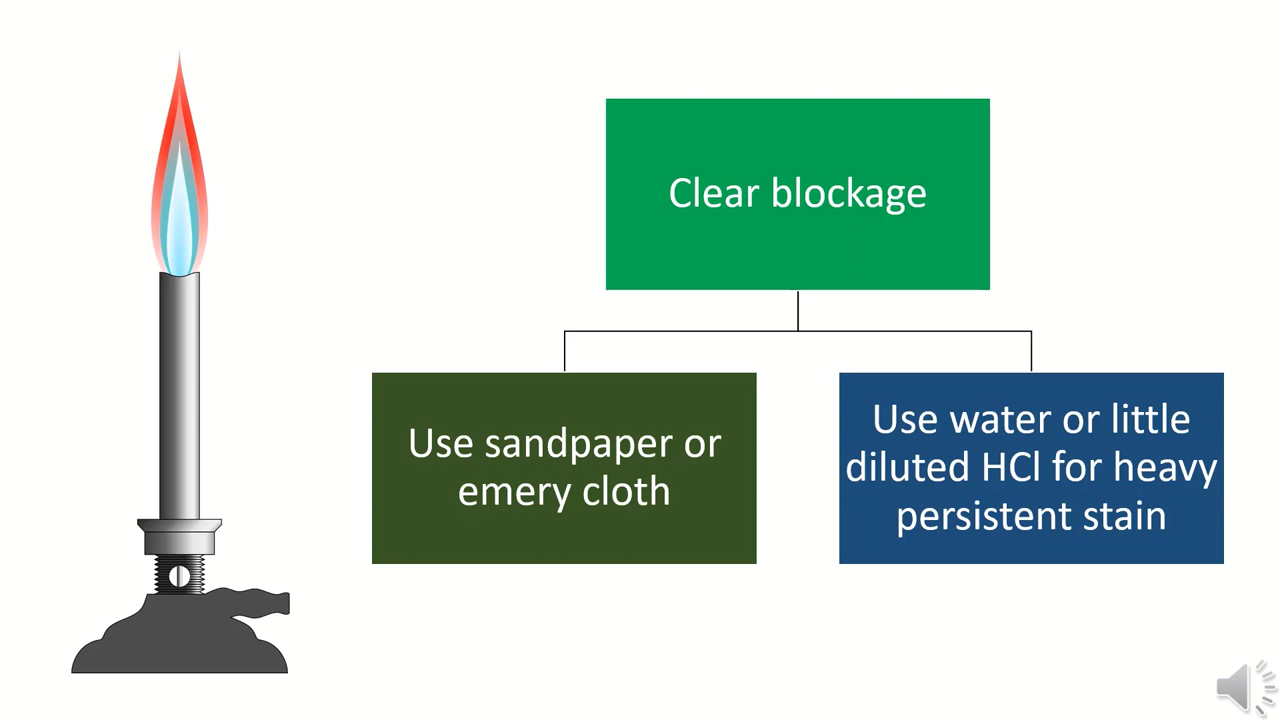 Clear blockage
Use sandpaper or
emery cloth
Use water or little
diluted HCl for heavy
persistent stain